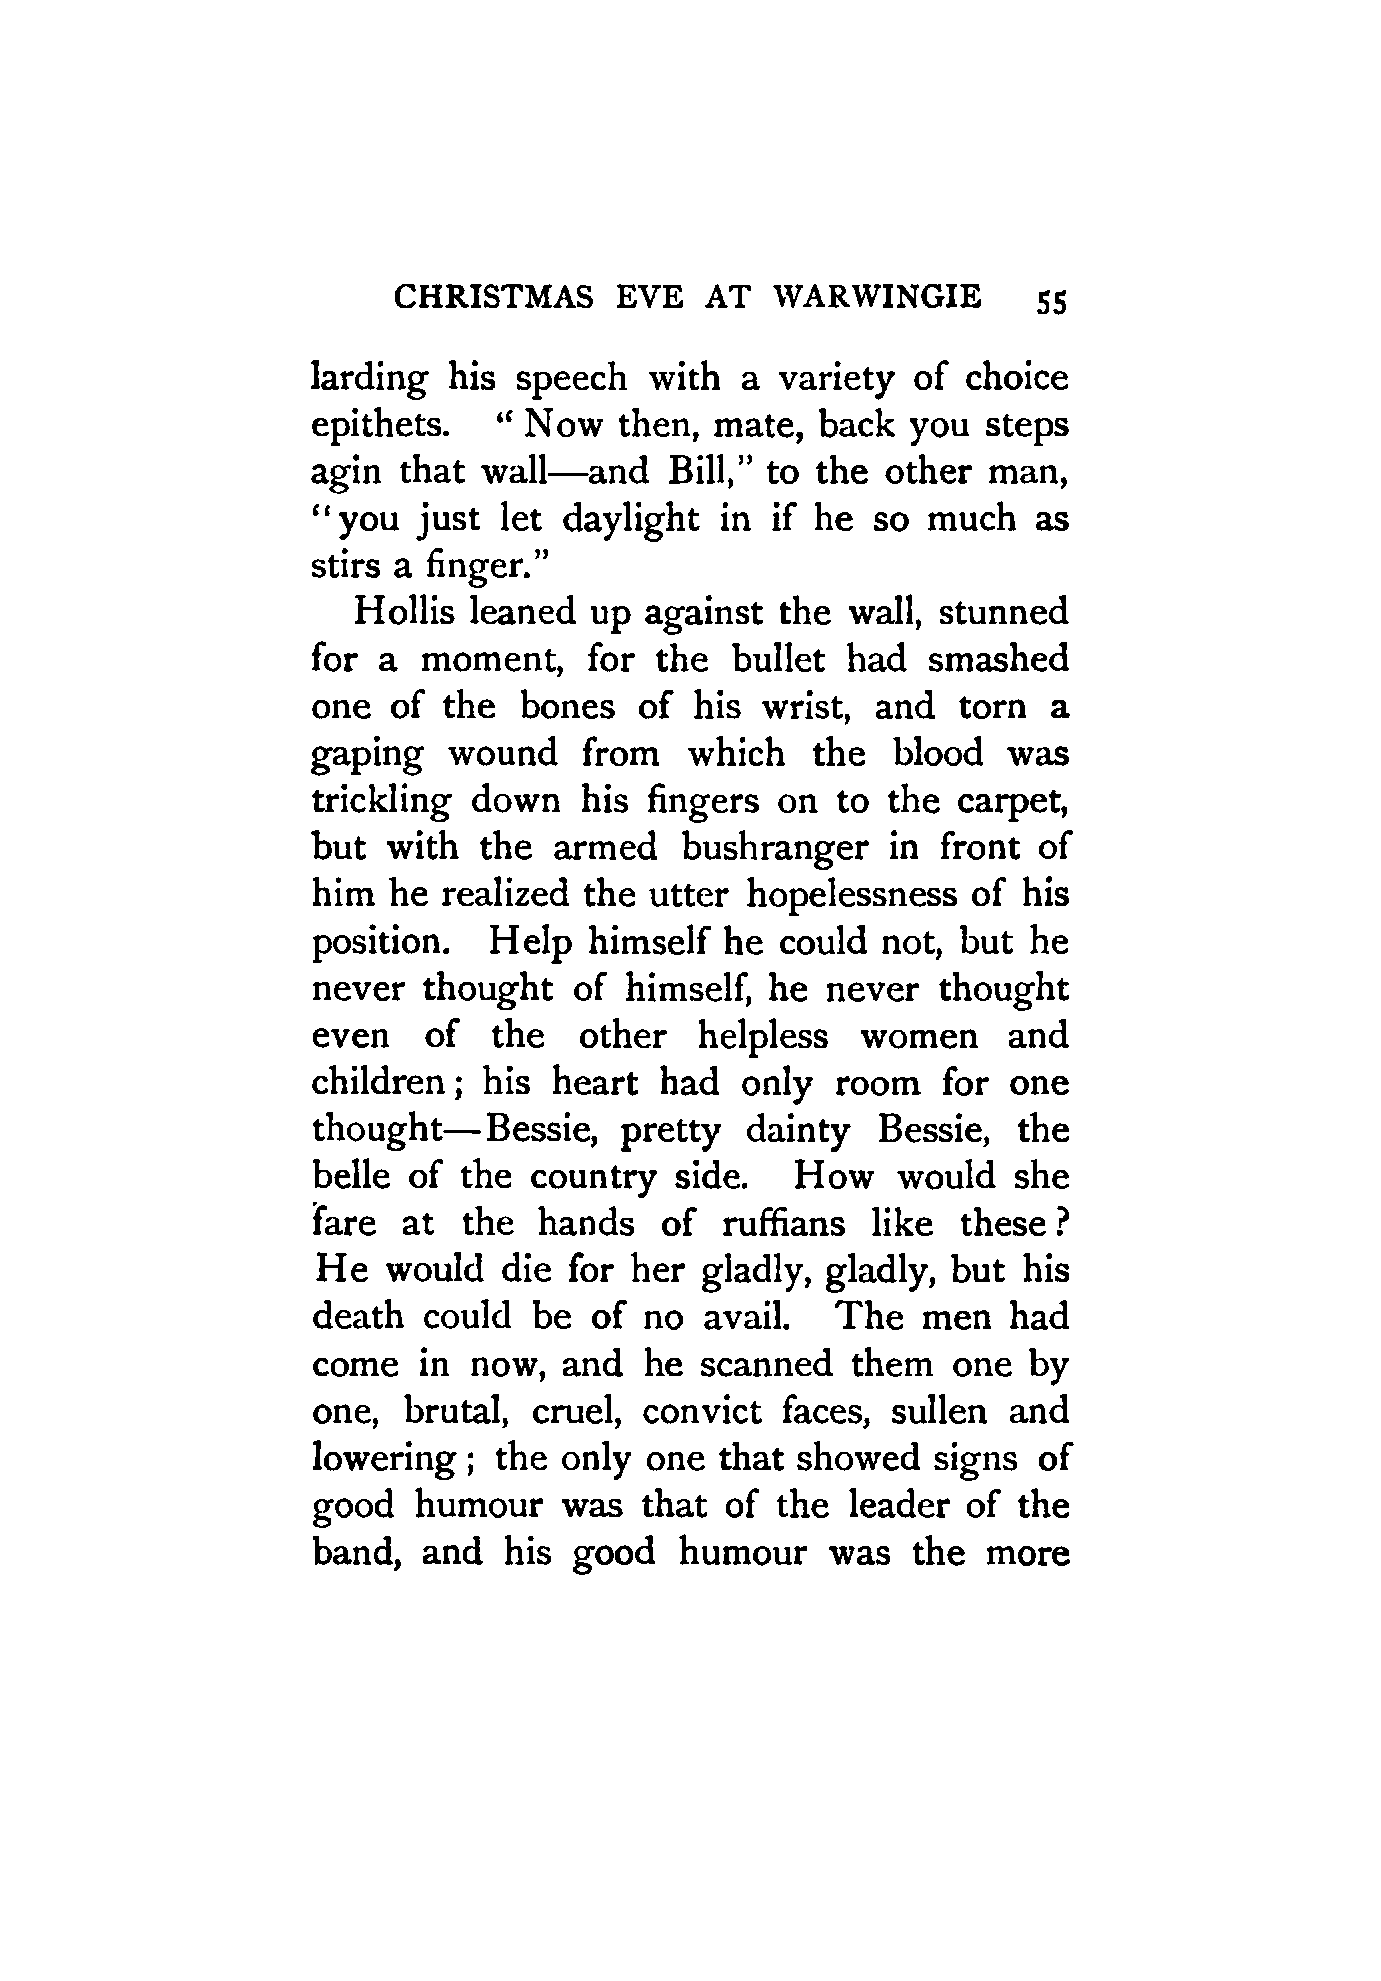 CHRISTMAS EVE AT WARWINGIE 55
larding his speech with a variety of choice
epithets. “Now then, mate, back you steps
agin that wall—and Bill,” to the other man,
“you just let daylight in if he so much as
stirs a finger.”
Hollis leaned up against the wall, stunned
for a moment, for the bullet had smashed
one of the bones of his wrist, and torn a
gaping wound from which the blood was
trickling down his fingers on to the carpet,
but with the armed bushranger in front of
him he realized the utter hopelessness of his
position. Help himself he could not, but he
never thought of himself, he never thought
even of the other helpless women and
children; his heart had only room for one
thought—Bessie, pretty dainty Bessie, the
belle of the country side. How would she
fare at the hands of ruffians like these?
He would die for her gladly, gladly, but his
death could be of no avail. The men had
come in now, and he scanned them one by
one, brutal, cruel, convict faces, sullen and
lowering; the only one that showed signs of
good humour was that of the leader of the
band, and his good humour was the more